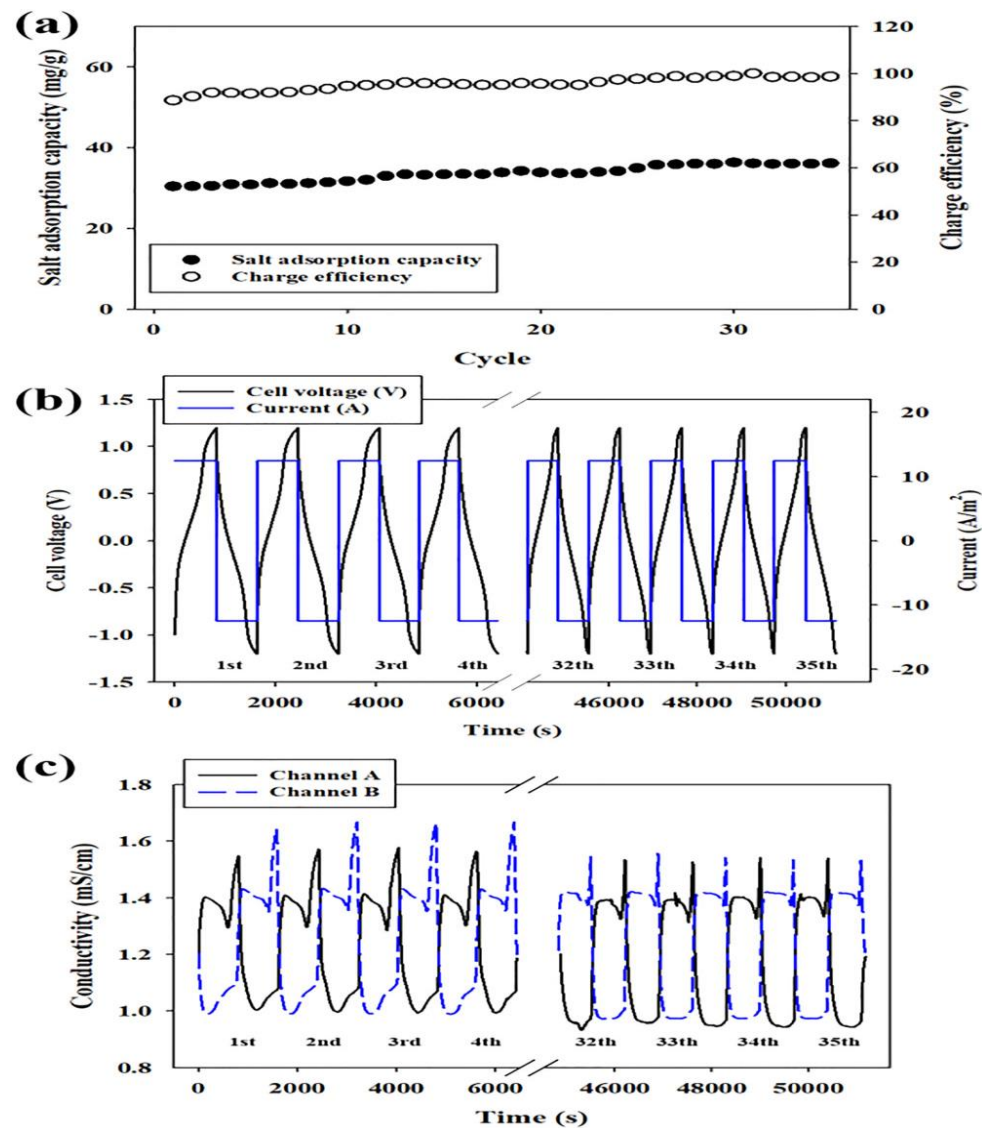 (a)
Salt adsorption capacity (mg/g)
60
40
20
0
120
100
80
60
40
20
0
Charge efficiency (%)
Salt adsorption capacity
Charge efficiency
0 10 20 30
Cycle
(b)
Cell voltage (V)
Current (A)
Cell voltage (V)
1.5
1.0
0.5
0.0
-0.5
-1.0
-1.5
20
10
0
-10
-20
Current (A/m²)
1st 2nd 3rd 4th 32th 33th 34th 35th
0 2000 4000 6000 46000 48000 50000
Time (s)
(c)
Channel A
Channel B
Conductivity (mS/cm)
1.8
1.6
1.4
1.2
1.0
0.8
1st 2nd 3rd 4th 32th 33th 34th 35th
0 2000 4000 6000 46000 48000 50000
Time (s)